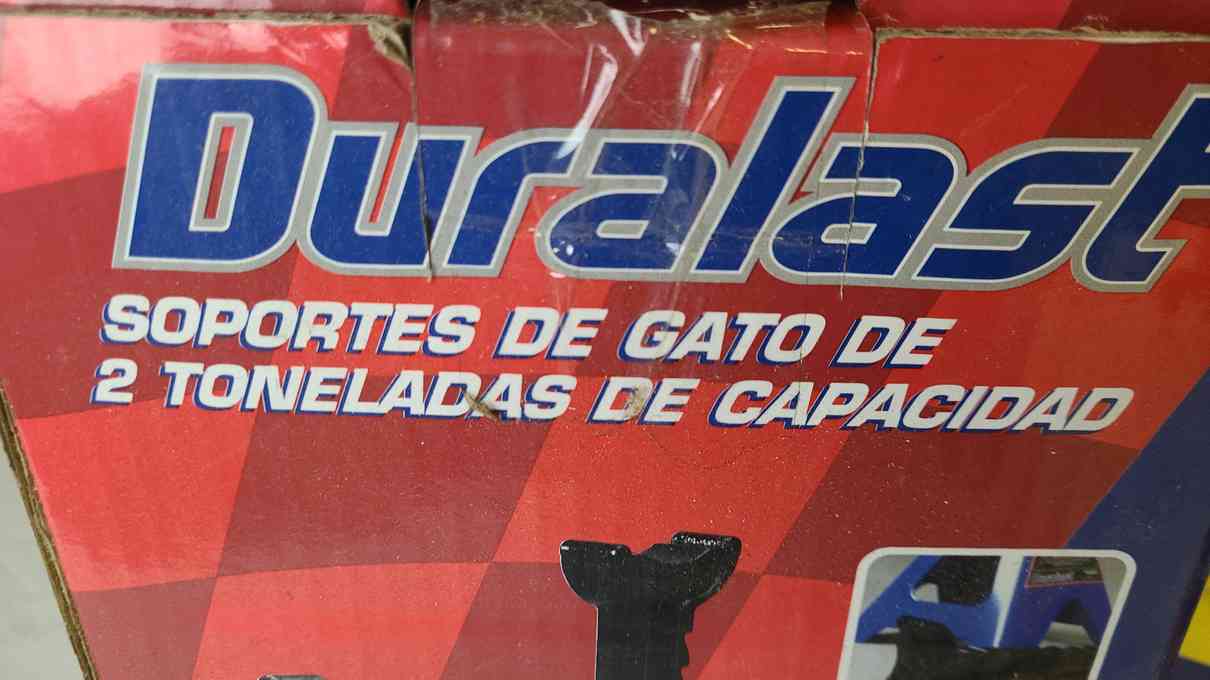 Duralast
SOPORTES DE GATO DE
2 TONELADAS DE CAPACIDAD